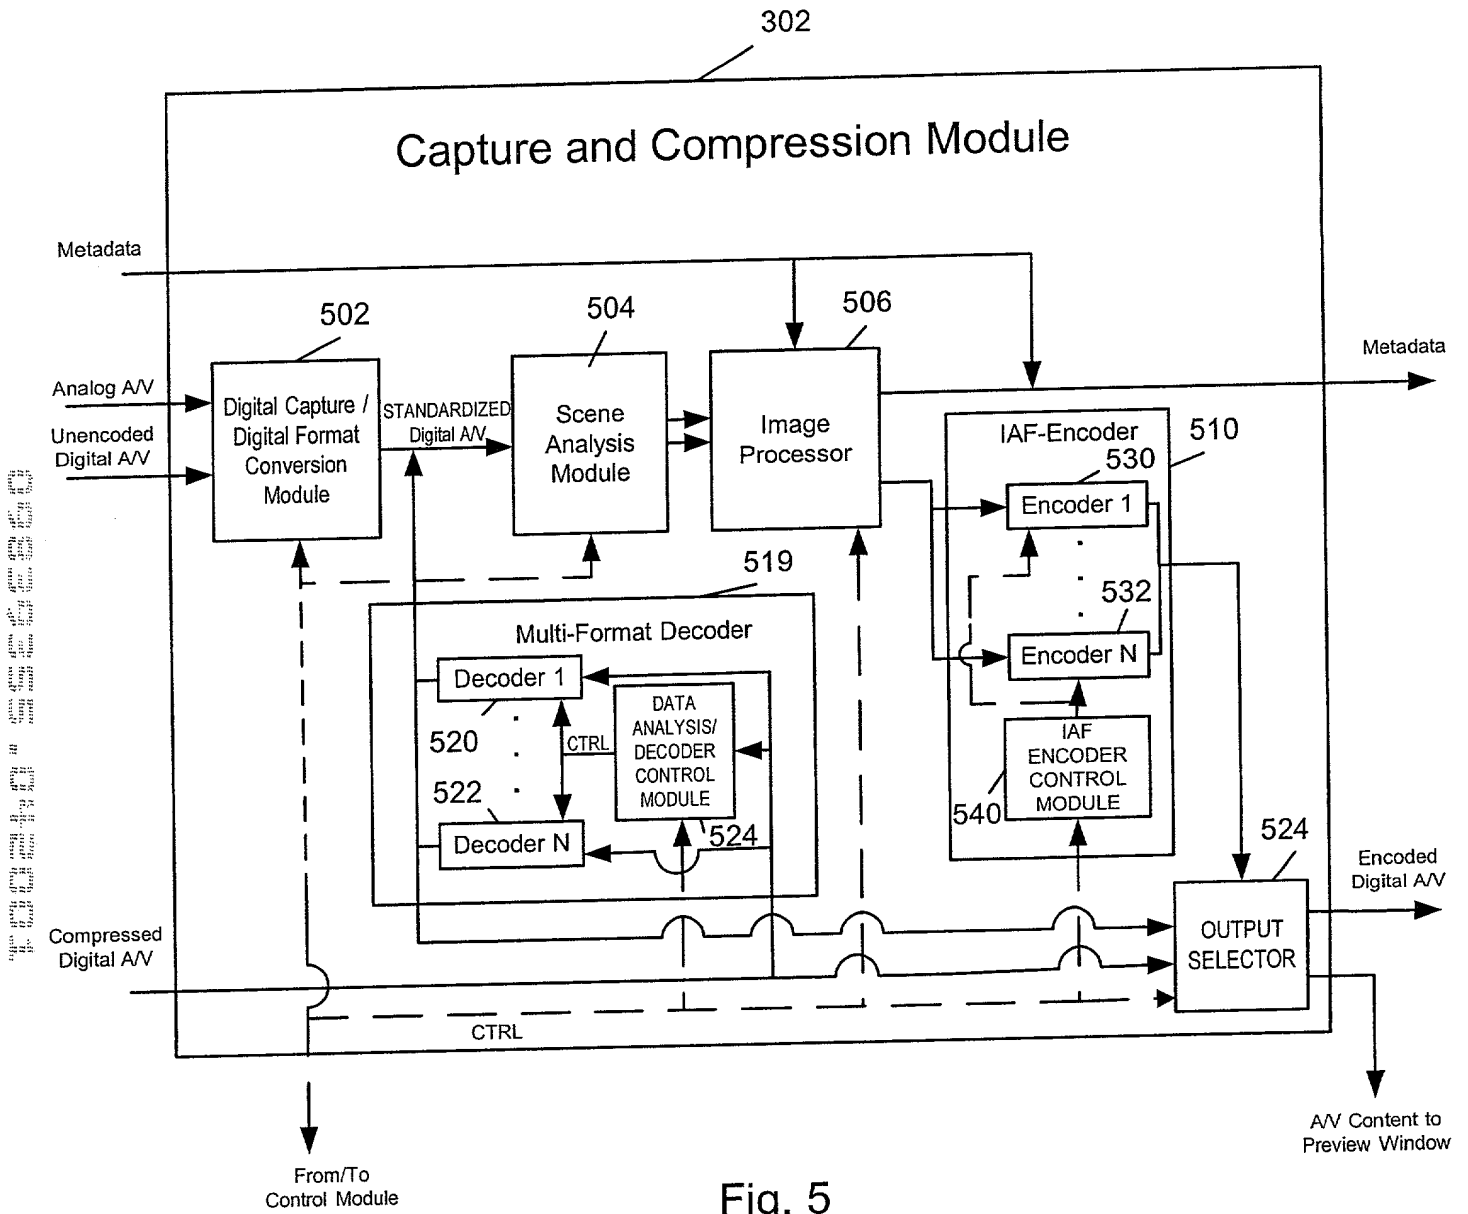 302
Capture and Compression Module
Metadata
502
504
506
Metadata
Analog A/V
Unencoded
Digital A/V
Digital Capture /
Digital Format
Conversion
Module
STANDARDIZED
Digital A/V
Scene
Analysis
Module
Image
Processor
IAF-Encoder
510
530
Encoder 1
532
Encoder N
IAF
ENCODER
CONTROL
MODULE
540
519
Multi-Format Decoder
Decoder 1
520
522
Decoder N
CTRL
DATA
ANALYSIS/
DECODER
CONTROL
MODULE
524
524
OUTPUT
SELECTOR
Encoded
Digital A/V
Compressed
Digital A/V
CTRL
A/V Content to
Preview Window
From/To
Control Module
Fig. 5